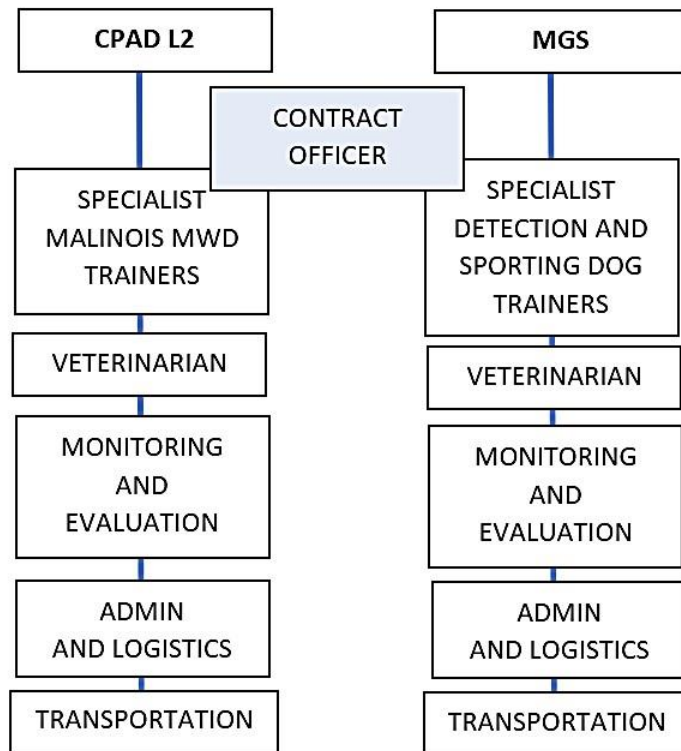 CPAD L2
MGS
CONTRACT
OFFICER
SPECIALIST
MALINOIS MWD
TRAINERS
VETERINARIAN
MONITORING
AND
EVALUATION
ADMIN
AND LOGISTICS
TRANSPORTATION
SPECIALIST
DETECTION AND
SPORTING DOG
TRAINERS
VETERINARIAN
MONITORING
AND
EVALUATION
ADMIN
AND LOGISTICS
TRANSPORTATION